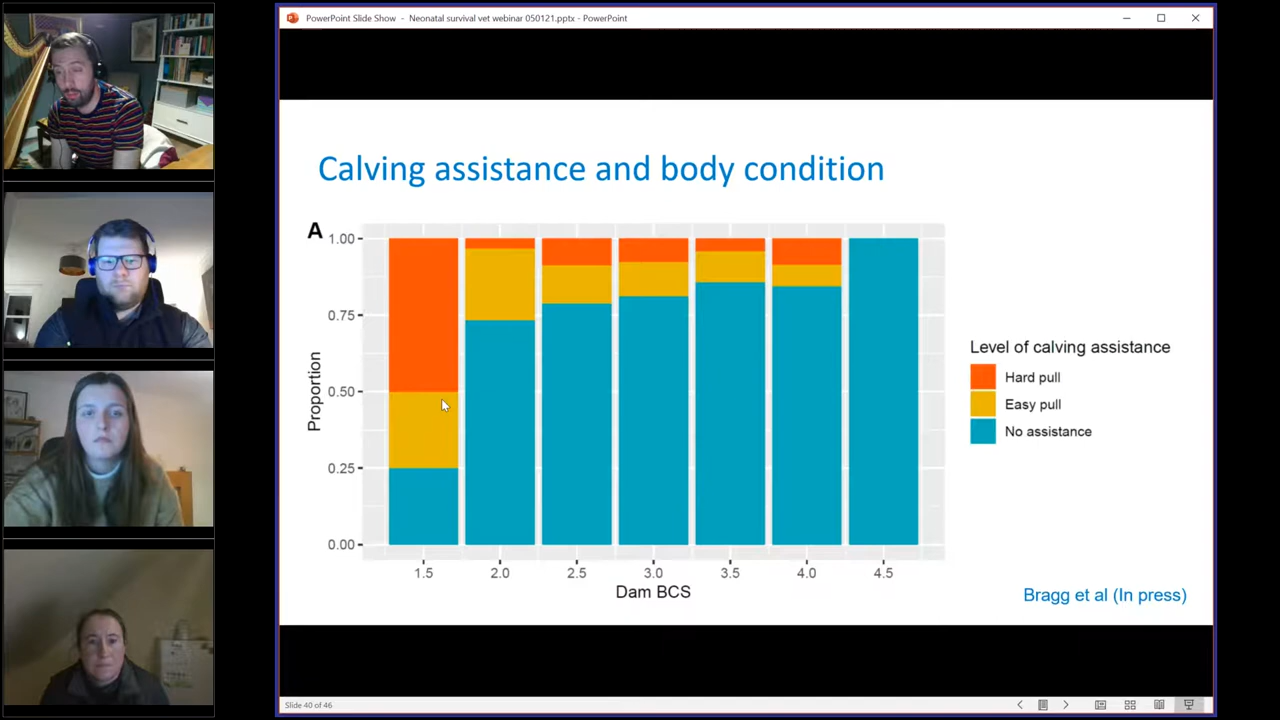 PowerPoint Slide Show - Neonatal survival vet webinar 050121.pptx - PowerPoint
Calving assistance and body condition
A
1.00
0.75
0.50
0.25
0.00
Proportion
1.5 2.0 2.5 3.0 3.5 4.0 4.5
Dam BCS
Level of calving assistance
Hard pull
Easy pull
No assistance
Bragg et al (In press)
Slide 40 of 46